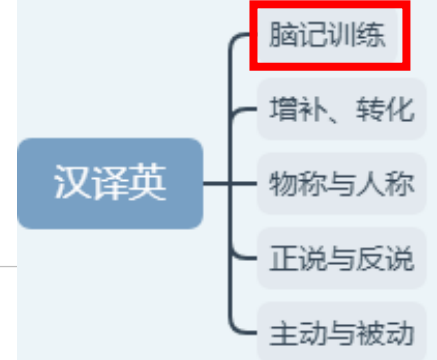 脑记训练
增补、转化
汉译英
物称与人称
正说与反说
主动与被动